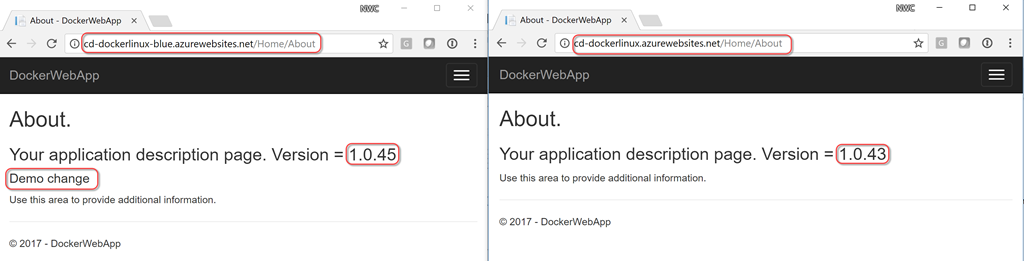 NWC
About - DockerWebApp
cd-dockerlinux-blue.azurewebsites.net/Home/About
DockerWebApp
About.
Your application description page. Version = 1.0.45
Demo change
Use this area to provide additional information.
© 2017 - DockerWebApp
NWC
About - DockerWebApp
cd-dockerlinux.azurewebsites.net/Home/About
DockerWebApp
About.
Your application description page. Version = 1.0.43
Use this area to provide additional information.
© 2017 - DockerWebApp